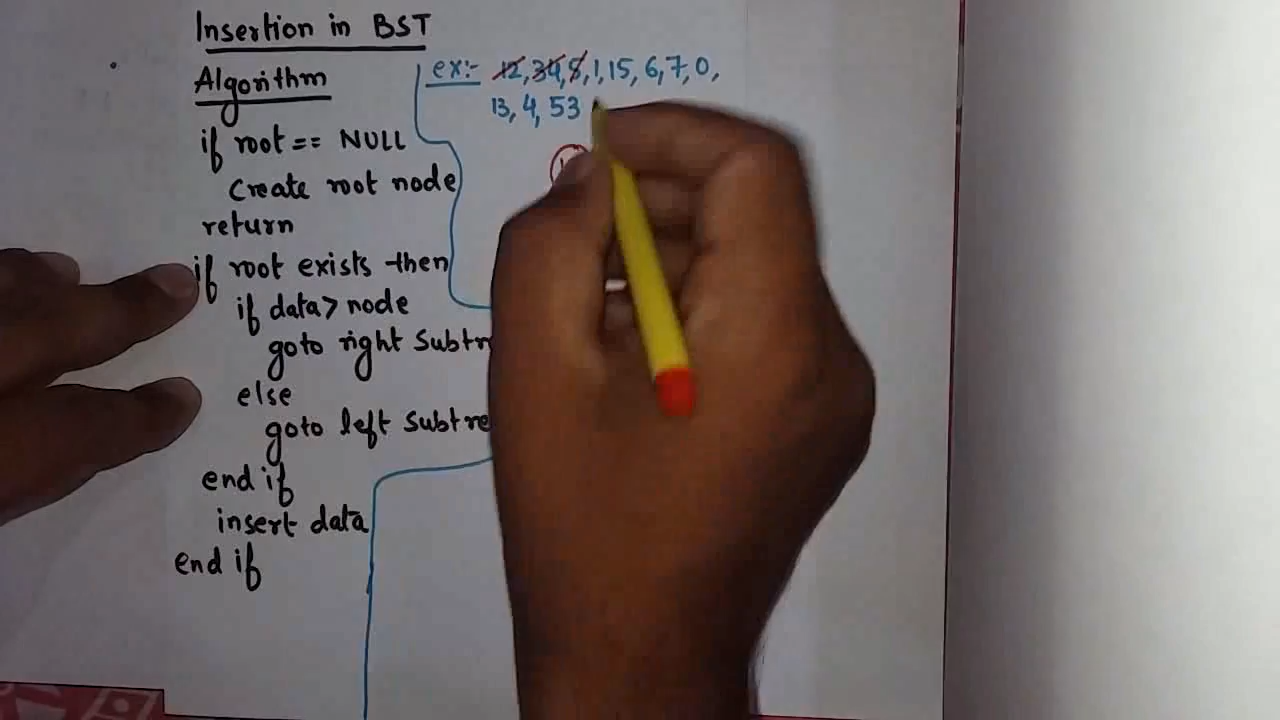 Insertion in BST
Algorithm
if root == NULL
Create root node
return
if root exists then
if data > node
goto right Subtr
else
goto left Subtre
end if
insert data
end if
ex:- 12, 34, 5, 1, 15, 6, 7, 0,
13, 4, 53